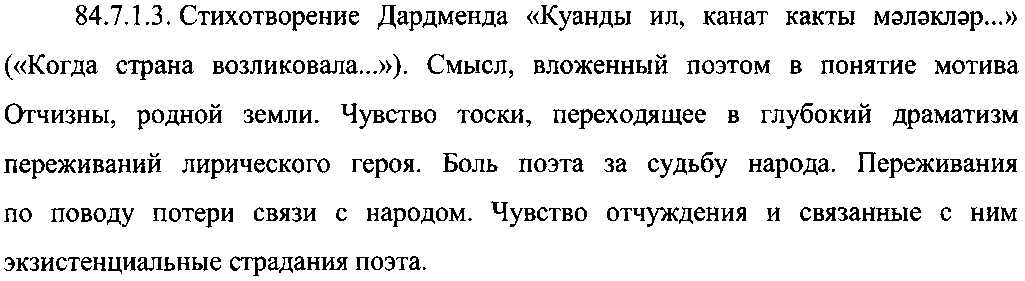 84.7.1.3. Стихотворение Дардменда «Куанды ил, канат какты мәләкләр...»
(«Когда страна возликовала...»). Смысл, вложенный поэтом в понятие мотива
Отчизны, родной земли. Чувство тоски, переходящее в глубокий драматизм
переживаний лирического героя. Боль поэта за судьбу народа. Переживания
по поводу потери связи с народом. Чувство отчуждения и связанные с ним
экзистенциальные страдания поэта.